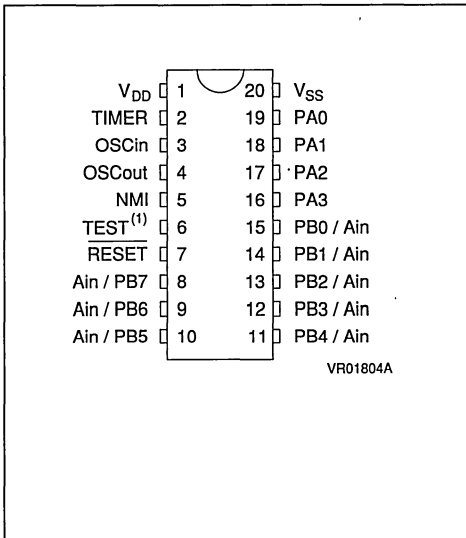 V_DD 1 20 V_SS
TIMER 2 19 PA0
OSCin 3 18 PA1
OSCout 4 17 PA2
NMI 5 16 PA3
TEST(1) 6 15 PB0 / Ain
RESET 7 14 PB1 / Ain
Ain / PB7 8 13 PB2 / Ain
Ain / PB6 9 12 PB3 / Ain
Ain / PB5 10 11 PB4 / Ain
VR01804A